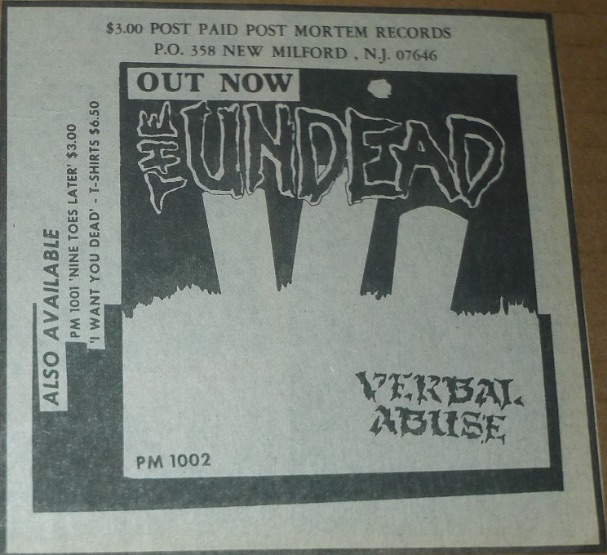 $3.00 POST PAID POST MORTEM RECORDS
P.O. 358 NEW MILFORD , N.J. 07646
OUT NOW
THE UNDEAD
VERBAL
ABUSE
PM 1002
ALSO AVAILABLE
PM 1001 'NINE TOES LATER' $3.00
'I WANT YOU DEAD' - T-SHIRTS $6.50